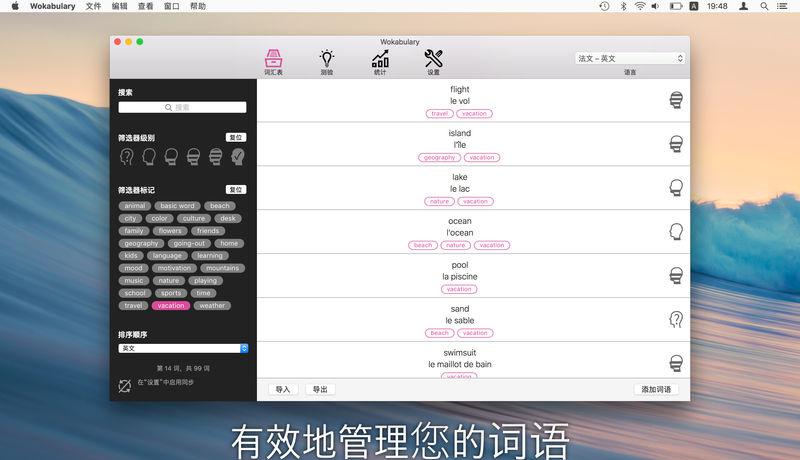 Wokabulary 文件 编辑 查看 窗口 帮助 A 19:48
Wokabulary
词汇表 测验 统计 设置
法文 – 英文
语言
搜索
搜索
筛选器级别 复位
筛选器标记 复位
animal basic word beach
city color culture desk
family flowers friends
geography going-out home
kids language learning
mood motivation mountains
music nature playing
school sports time
travel vacation weather
排序顺序
英文
第 14 词，共 99 词
在"设置"中启用同步
flight
le vol
travel vacation
island
l'île
geography vacation
lake
le lac
nature vacation
ocean
l'ocean
beach nature vacation
pool
la piscine
vacation
sand
le sable
beach vacation
swimsuit
le maillot de bain
vacation
导入 导出 添加词语
有效地管理您的词语